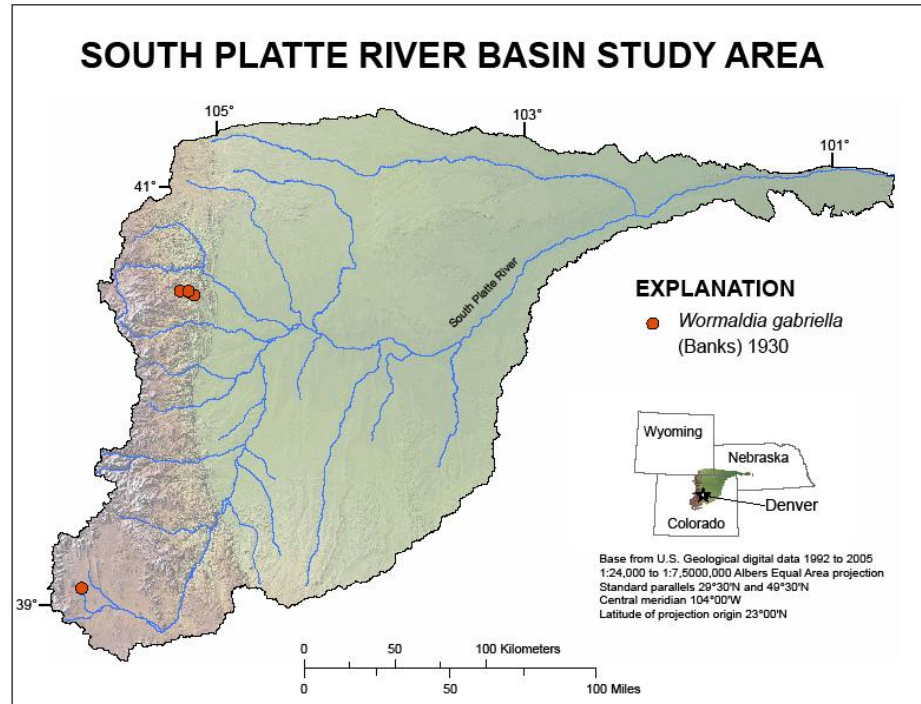 SOUTH PLATTE RIVER BASIN STUDY AREA
105°
103°
101°
41°
South Platte River
EXPLANATION
Wormaldia gabriella
(Banks) 1930
Wyoming
Nebraska
Denver
Colorado
39°
Base from U.S. Geological digital data 1992 to 2005
1:24,000 to 1:7,5000,000 Albers Equal Area projection
Standard parallels 29°30'N and 49°30'N
Central meridian 104°00'W
Latitude of projection origin 23°00'N
0 50 100 Kilometers
0 50 100 Miles